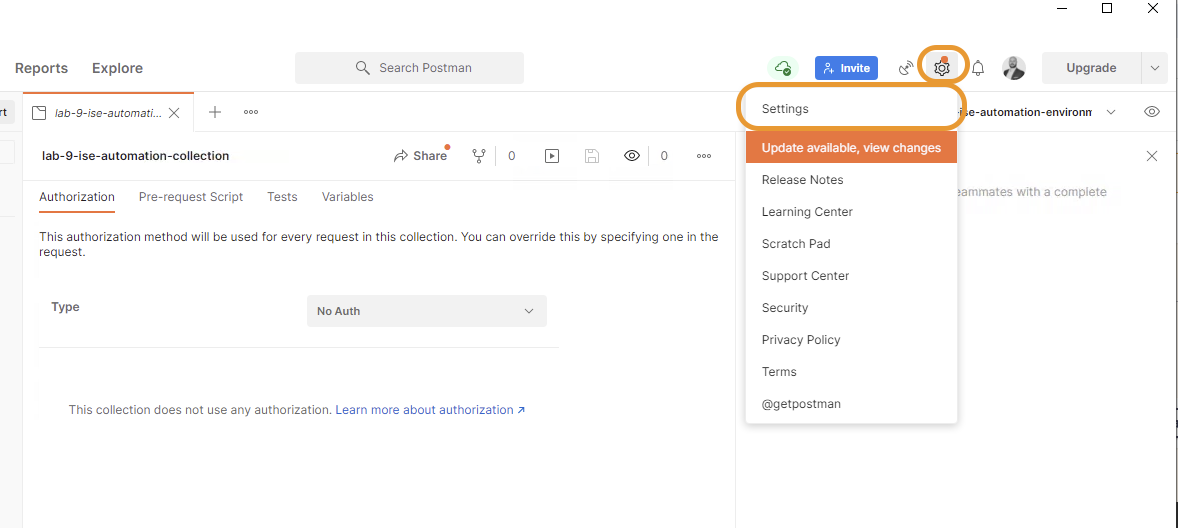 Reports
Explore
Search Postman
Invite
Upgrade
rt
lab-9-ise-automati...
Settings
ise-automation-environm
lab-9-ise-automation-collection
Share
0
0
Update available, view changes
Authorization
Pre-request Script
Tests
Variables
Release Notes
eammates with a complete
Learning Center
This authorization method will be used for every request in this collection. You can override this by specifying one in the
request.
Scratch Pad
Support Center
Type
No Auth
Security
Privacy Policy
Terms
@getpostman
This collection does not use any authorization. Learn more about authorization ↗